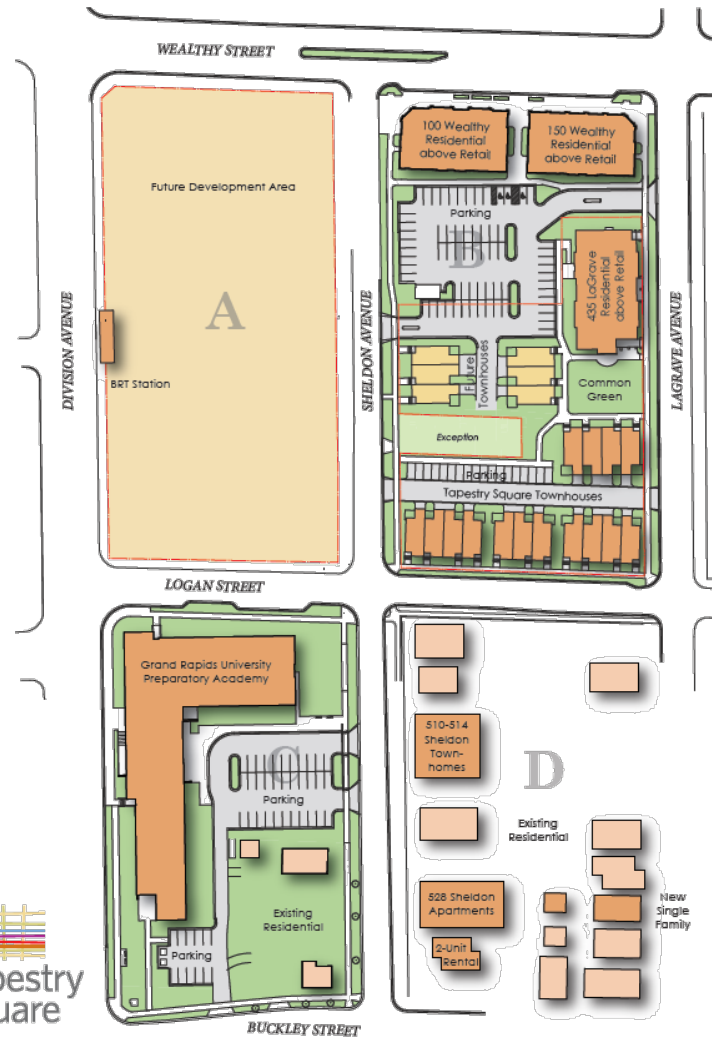 WEALTHY STREET
100 Wealthy
Residential
above Retail
150 Wealthy
Residential
above Retail
Future Development Area
Parking
A
B
435 LaGrave
Residential
above Retail
DIVISION AVENUE
SHELDON AVENUE
LAGRAVE AVENUE
BRT Station
Future
Townhouses
Common
Green
Exception
Parking
Tapestry Square Townhouses
LOGAN STREET
Grand Rapids University
Preparatory Academy
510-514
Sheldon
Town-
homes
C
D
Parking
Existing
Residential
528 Sheldon
Apartments
New
Single
Family
Existing
Residential
2-Unit
Rental
Parking
pestry
uare
BUCKLEY STREET